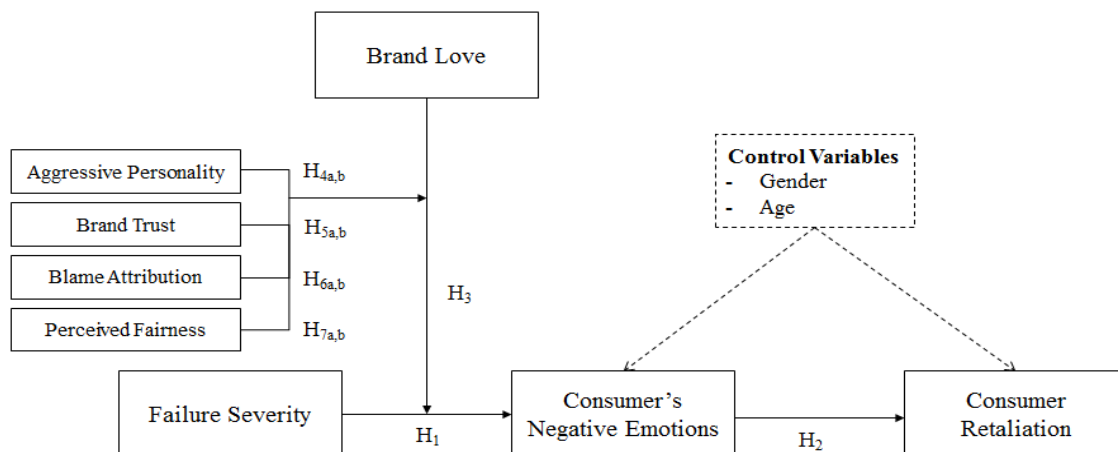 Brand Love
Aggressive Personality
H4a,b
Brand Trust
H5a,b
Blame Attribution
H6a,b
Perceived Fairness
H7a,b
Control Variables
- Gender
- Age
H3
Failure Severity
H1
Consumer's
Negative Emotions
H2
Consumer
Retaliation